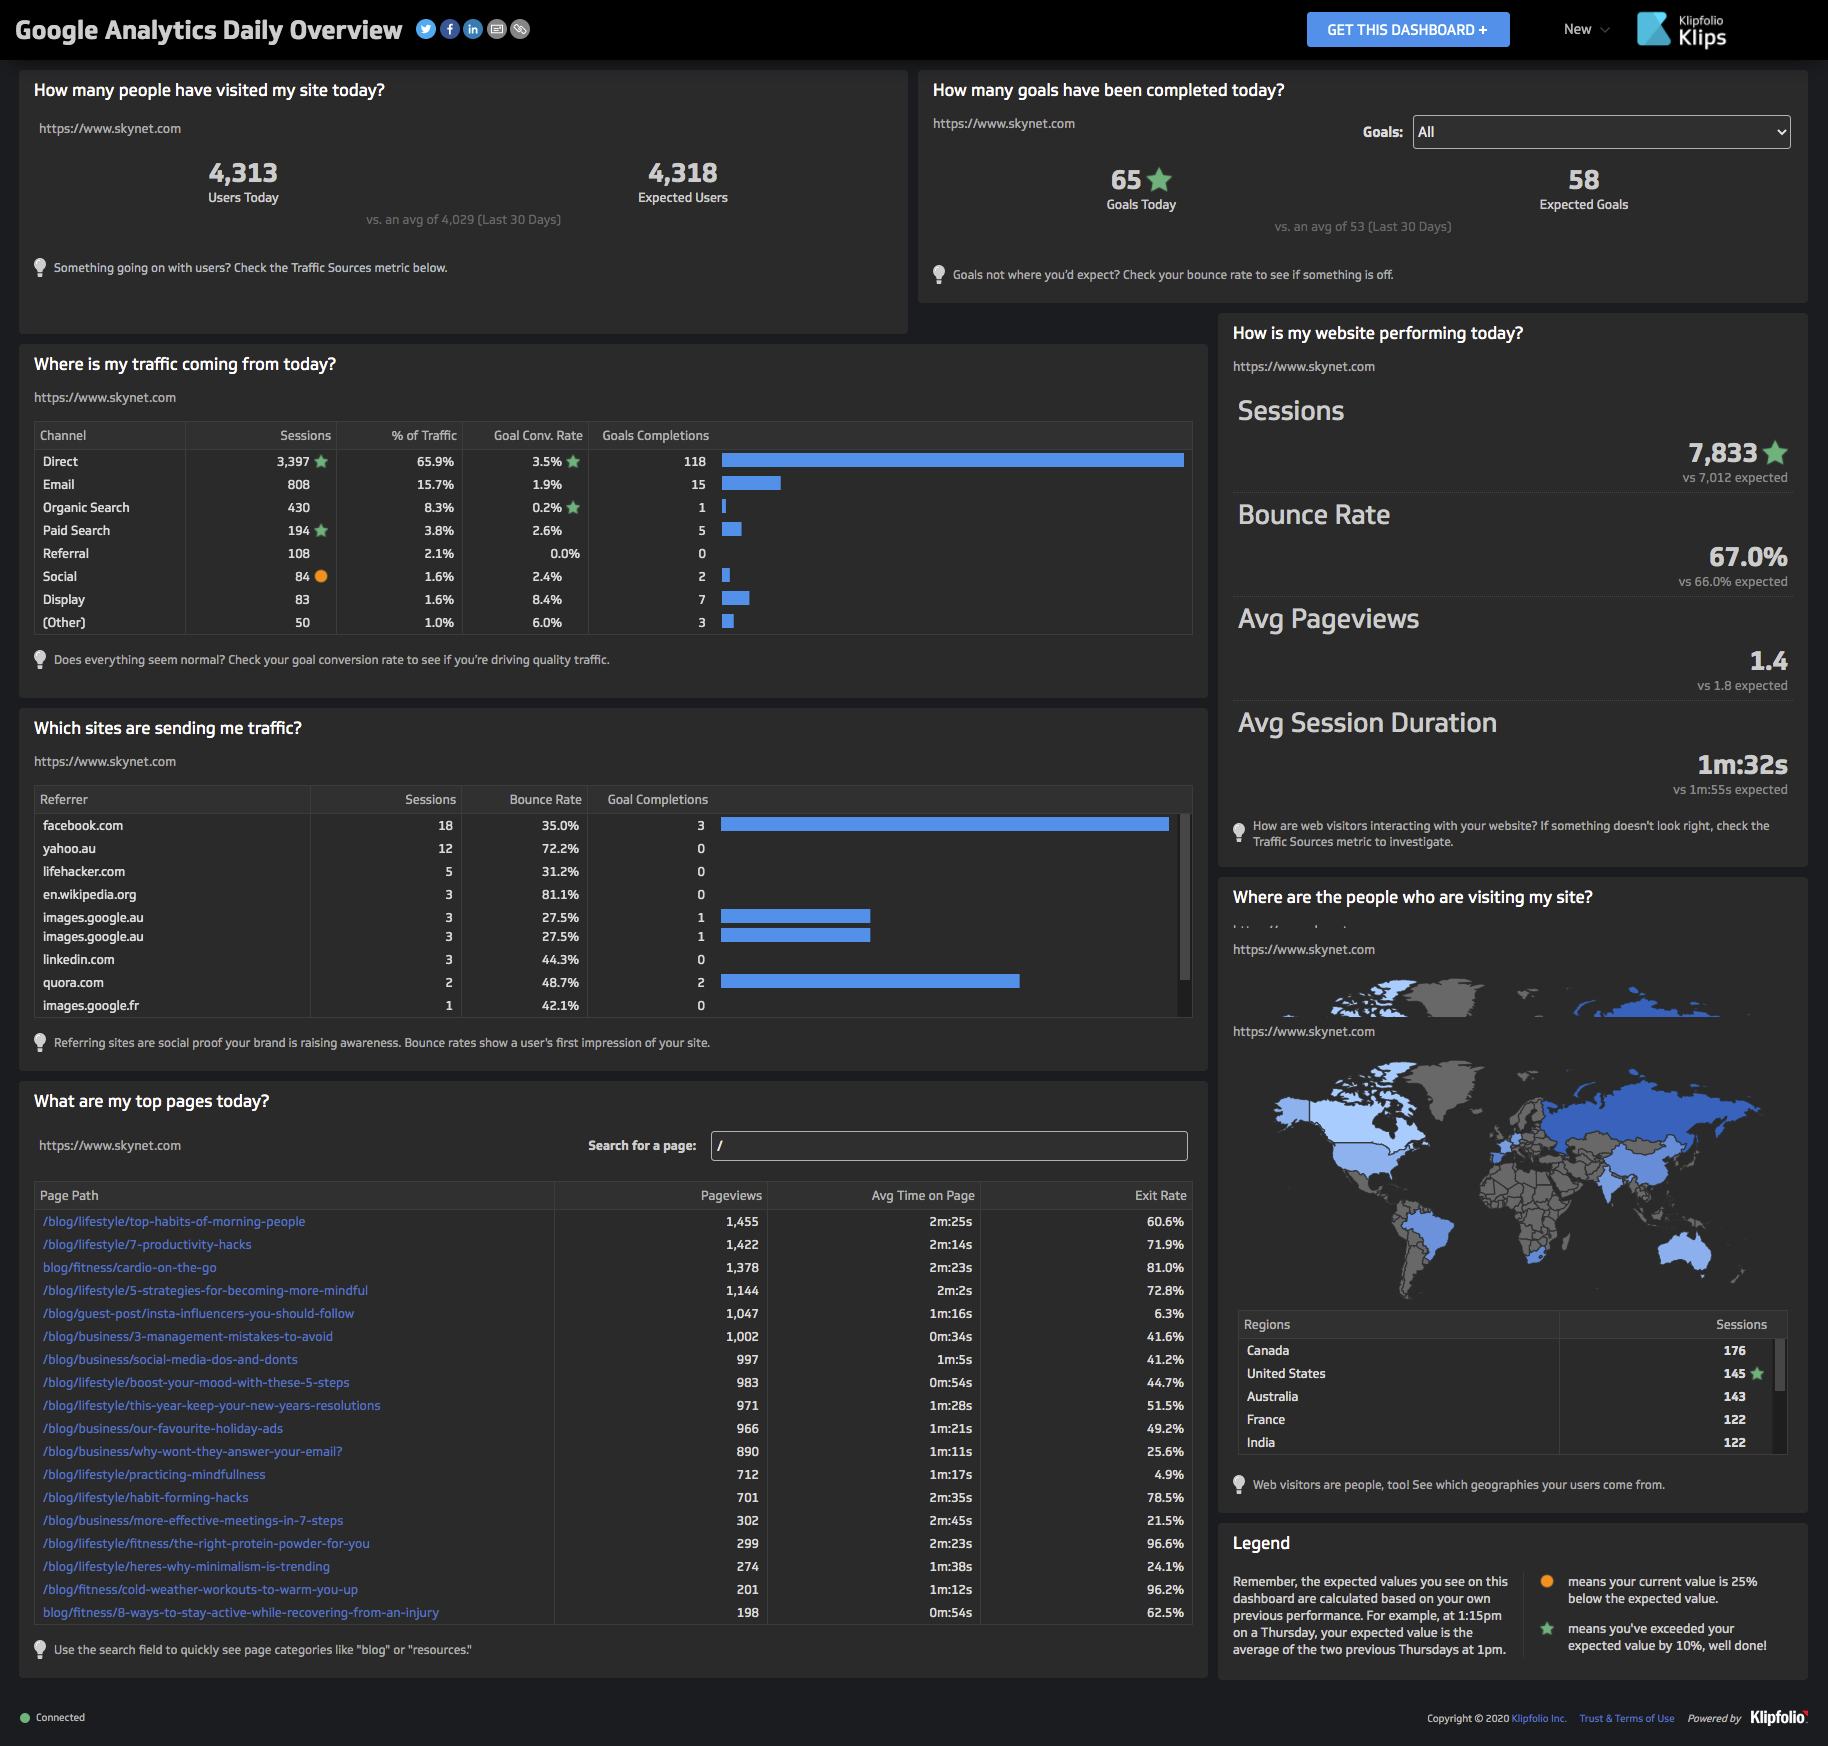 Google Analytics Daily Overview
GET THIS DASHBOARD +
New
Klipfolio
Klips
How many people have visited my site today?
https://www.skynet.com
4,313
Users Today
4,318
Expected Users
vs. an avg of 4,029 (Last 30 Days)
Something going on with users? Check the Traffic Sources metric below.
How many goals have been completed today?
https://www.skynet.com
Goals: All
65
Goals Today
58
Expected Goals
vs. an avg of 53 (Last 30 Days)
Goals not where you'd expect? Check your bounce rate to see if something is off.
Where is my traffic coming from today?
https://www.skynet.com
Channel Sessions % of Traffic Goal Conv. Rate Goals Completions
Direct 3,397 65.9% 3.5% 118
Email 808 15.7% 1.9% 15
Organic Search 430 8.3% 0.2% 1
Paid Search 194 3.8% 2.6% 5
Referral 108 2.1% 0.0% 0
Social 84 1.6% 2.4% 2
Display 83 1.6% 8.4% 7
(Other) 50 1.0% 6.0% 3
Does everything seem normal? Check your goal conversion rate to see if you're driving quality traffic.
Which sites are sending me traffic?
https://www.skynet.com
Referrer Sessions Bounce Rate Goal Completions
facebook.com 18 35.0% 3
yahoo.au 12 72.2% 0
lifehacker.com 5 31.2% 0
en.wikipedia.org 3 81.1% 0
images.google.au 3 27.5% 1
images.google.au 3 27.5% 1
linkedin.com 3 44.3% 0
quora.com 2 48.7% 2
images.google.fr 1 42.1% 0
Referring sites are social proof your brand is raising awareness. Bounce rates show a user's first impression of your site.
What are my top pages today?
https://www.skynet.com
Search for a page: /
Page Path Pageviews Avg Time on Page Exit Rate
/blog/lifestyle/top-habits-of-morning-people 1,455 2m:25s 60.6%
/blog/lifestyle/7-productivity-hacks 1,422 2m:14s 71.9%
blog/fitness/cardio-on-the-go 1,378 2m:23s 81.0%
/blog/lifestyle/5-strategies-for-becoming-more-mindful 1,144 2m:2s 72.8%
/blog/guest-post/insta-influencers-you-should-follow 1,047 1m:16s 6.3%
/blog/business/3-management-mistakes-to-avoid 1,002 0m:34s 41.6%
/blog/business/social-media-dos-and-donts 997 1m:5s 41.2%
/blog/lifestyle/boost-your-mood-with-these-5-steps 983 0m:54s 44.7%
/blog/lifestyle/this-year-keep-your-new-years-resolutions 971 1m:28s 51.5%
/blog/business/our-favourite-holiday-ads 966 1m:21s 49.2%
/blog/business/why-wont-they-answer-your-email? 890 1m:11s 25.6%
/blog/lifestyle/practicing-mindfullness 712 1m:17s 4.9%
/blog/lifestyle/habit-forming-hacks 701 2m:35s 78.5%
/blog/business/more-effective-meetings-in-7-steps 302 2m:45s 21.5%
/blog/lifestyle/fitness/the-right-protein-powder-for-you 299 2m:23s 96.6%
/blog/lifestyle/heres-why-minimalism-is-trending 274 1m:38s 24.1%
/blog/fitness/cold-weather-workouts-to-warm-you-up 201 1m:12s 96.2%
blog/fitness/8-ways-to-stay-active-while-recovering-from-an-injury 198 0m:54s 62.5%
Use the search field to quickly see page categories like "blog" or "resources."
How is my website performing today?
https://www.skynet.com
Sessions
7,833
vs 7,012 expected
Bounce Rate
67.0%
vs 66.0% expected
Avg Pageviews
1.4
vs 1.8 expected
Avg Session Duration
1m:32s
vs 1m:55s expected
How are web visitors interacting with your website? If something doesn't look right, check the
Traffic Sources metric to investigate.
Where are the people who are visiting my site?
https://www.skynet.com
https://www.skynet.com
Regions Sessions
Canada 176
United States 145
Australia 143
France 122
India 122
Web visitors are people, too! See which geographies your users come from.
Legend
Remember, the expected values you see on this
dashboard are calculated based on your own
previous performance. For example, at 1:15pm
on a Thursday, your expected value is the
average of the two previous Thursdays at 1pm.
means your current value is 25%
below the expected value.
means you've exceeded your
expected value by 10%, well done!
Connected
Copyright © 2020 Klipfolio Inc. Trust & Terms of Use Powered by Klipfolio